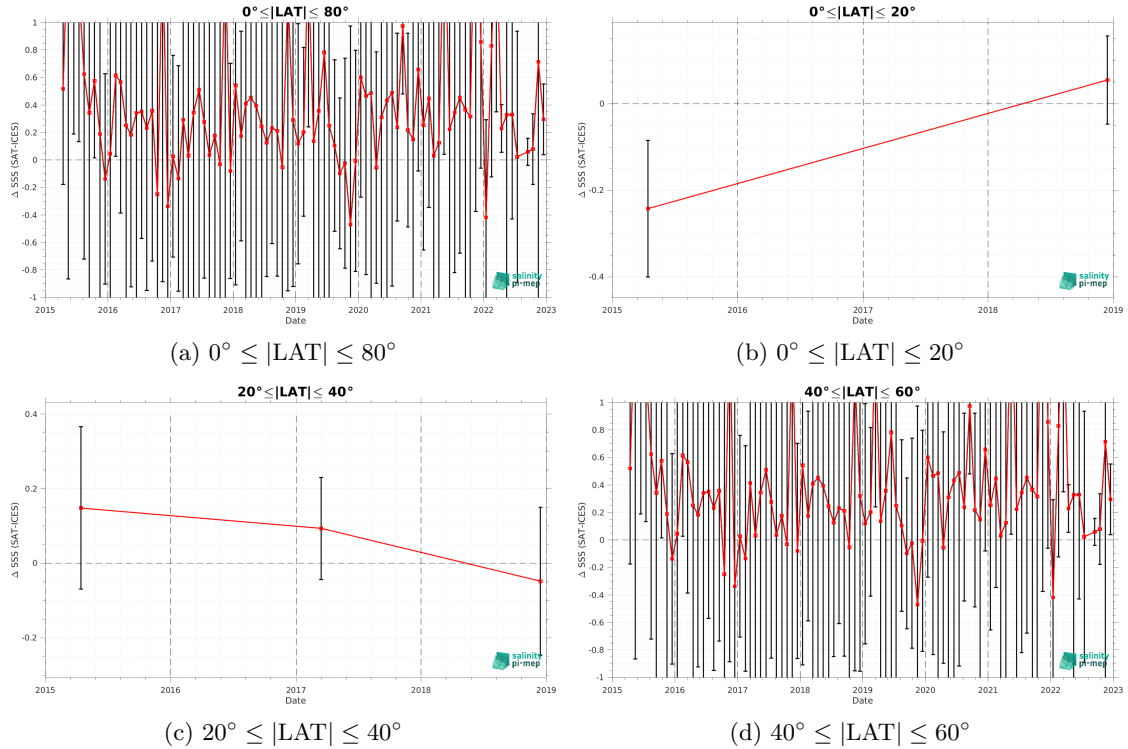 0°≤|LAT|≤ 80°
1
0.8
0.6
0.4
0.2
0
-0.2
-0.4
-0.6
-0.8
-1
Δ SSS (SAT-ICES)
2015 2016 2017 2018 2019 2020 2021 2022 2023
Date
salinity
pi-mep
(a) 0° ≤ |LAT| ≤ 80°
0°≤|LAT|≤ 20°
0
-0.2
-0.4
Δ SSS (SAT-ICES)
2015 2016 2017 2018 2019
Date
salinity
pi-mep
(b) 0° ≤ |LAT| ≤ 20°
20°≤|LAT|≤ 40°
0.4
0.2
0
-0.2
Δ SSS (SAT-ICES)
2015 2016 2017 2018 2019
Date
salinity
pi-mep
(c) 20° ≤ |LAT| ≤ 40°
40°≤|LAT|≤ 60°
1
0.8
0.6
0.4
0.2
0
-0.2
-0.4
-0.6
-0.8
-1
Δ SSS (SAT-ICES)
2015 2016 2017 2018 2019 2020 2021 2022 2023
Date
salinity
pi-mep
(d) 40° ≤ |LAT| ≤ 60°